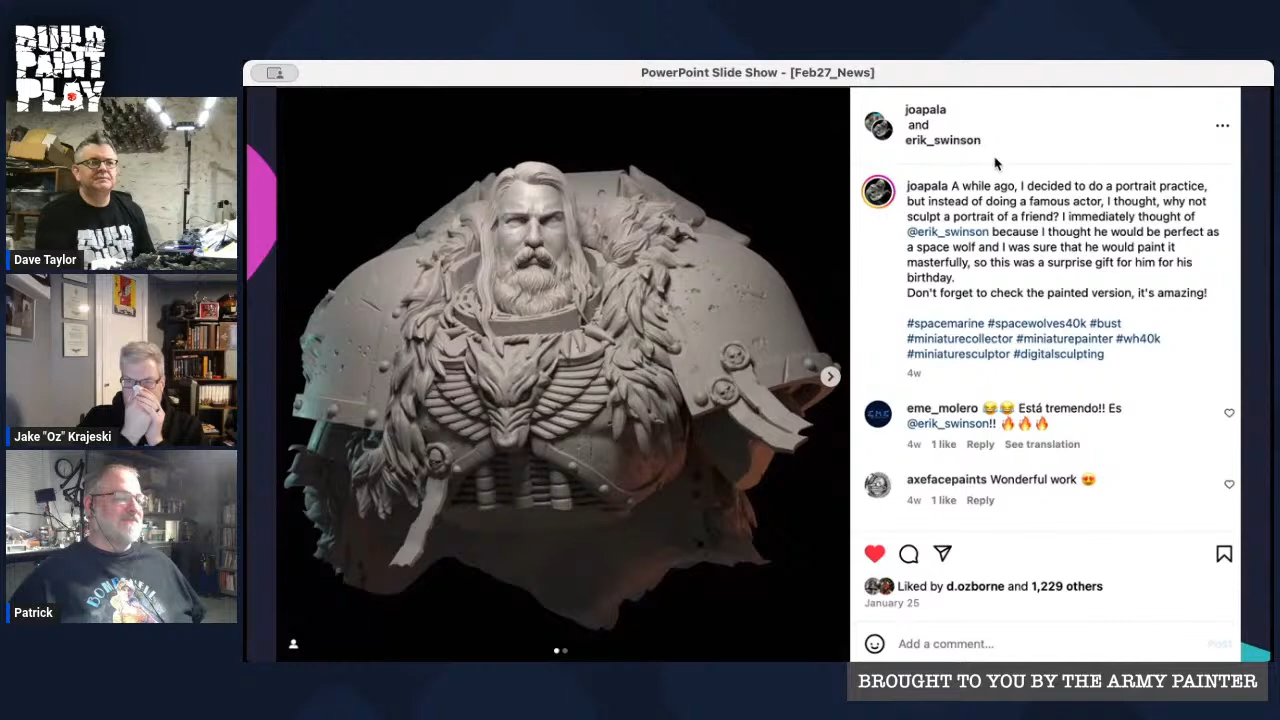 BUILD
PAINT
PLAY
PowerPoint Slide Show - [Feb27_News]
Dave Taylor
Jake "Oz" Krajeski
Patrick
joapala
and
erik_swinson
joapala A while ago, I decided to do a portrait practice,
but instead of doing a famous actor, I thought, why not
sculpt a portrait of a friend? I immediately thought of
@erik_swinson because I thought he would be perfect as
a space wolf and I was sure that he would paint it
masterfully, so this was a surprise gift for him for his
birthday.
Don't forget to check the painted version, it's amazing!
#spacemarine #spacewolves40k #bust
#miniaturecollector #miniaturepainter #wh40k
#miniaturesculptor #digitalsculpting
4w
eme_molero 😂😂 Está tremendo!! Es
@erik_swinson!! 🔥🔥🔥
4w 1 like Reply See translation
axefacepaints Wonderful work 😍
4w 1 like Reply
Liked by d.ozborne and 1,229 others
January 25
Add a comment...
Post
BROUGHT TO YOU BY THE ARMY PAINTER